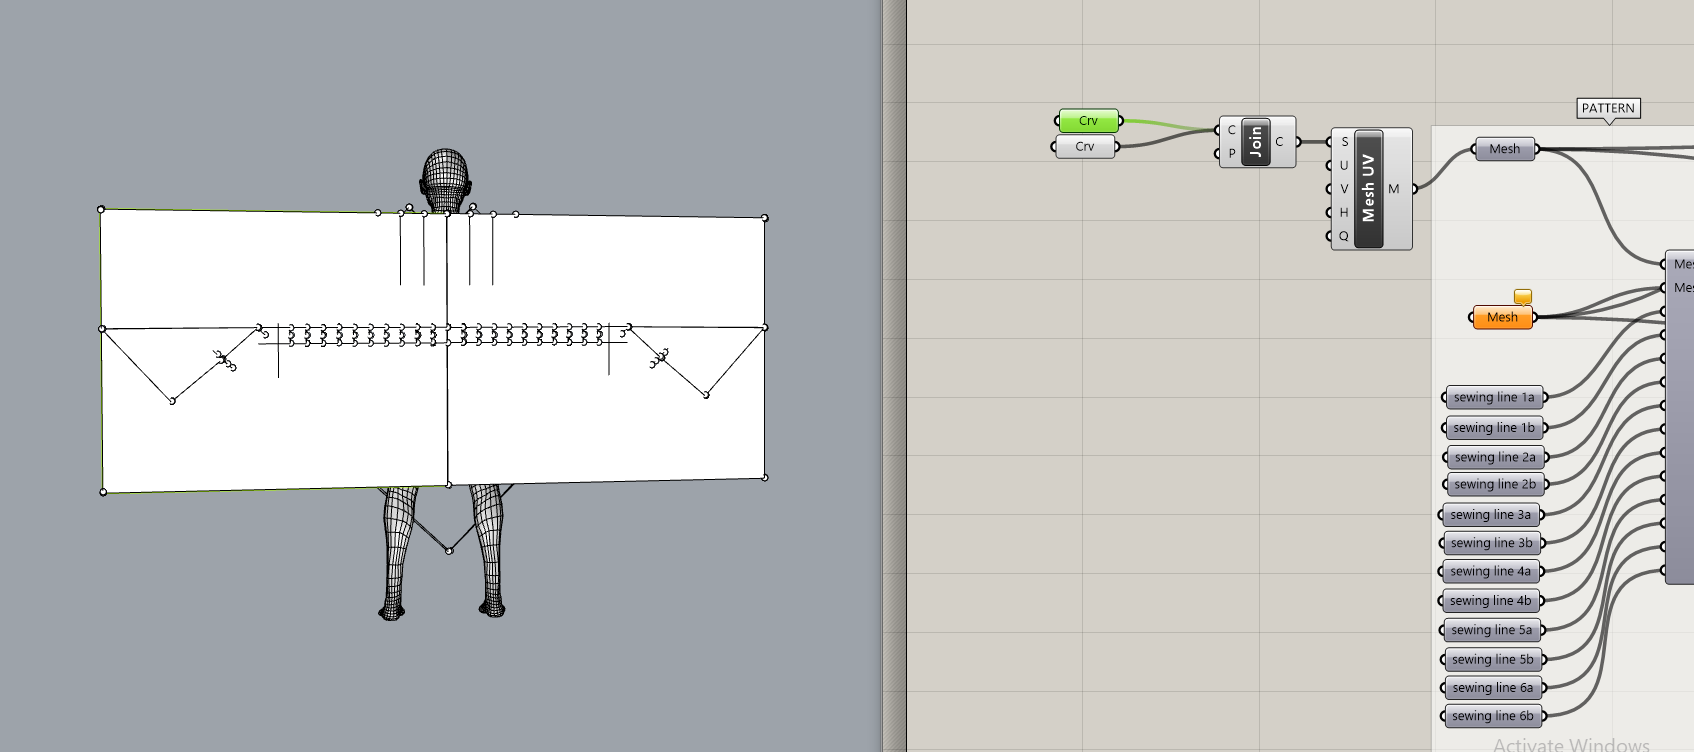 PATTERN
Crv
Crv
C
P
Join
C
S
U
V
H
Q
Mesh UV
M
Mesh
Mes
Mes
Mesh
sewing line 1a
sewing line 1b
sewing line 2a
sewing line 2b
sewing line 3a
sewing line 3b
sewing line 4a
sewing line 4b
sewing line 5a
sewing line 5b
sewing line 6a
sewing line 6b
Activate Windows